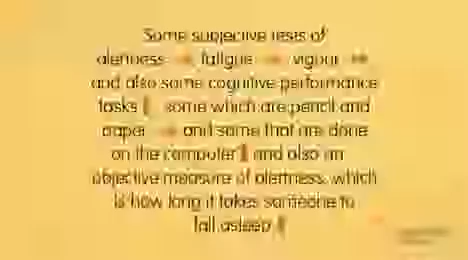 Some subjective tests of
alertness fatigue vigour
and also some cognitive performance
tasks some which are pencil and
paper and some that are done
on the computer and also an
objective measure of alertness, which
is how long it takes someone to
fall asleep